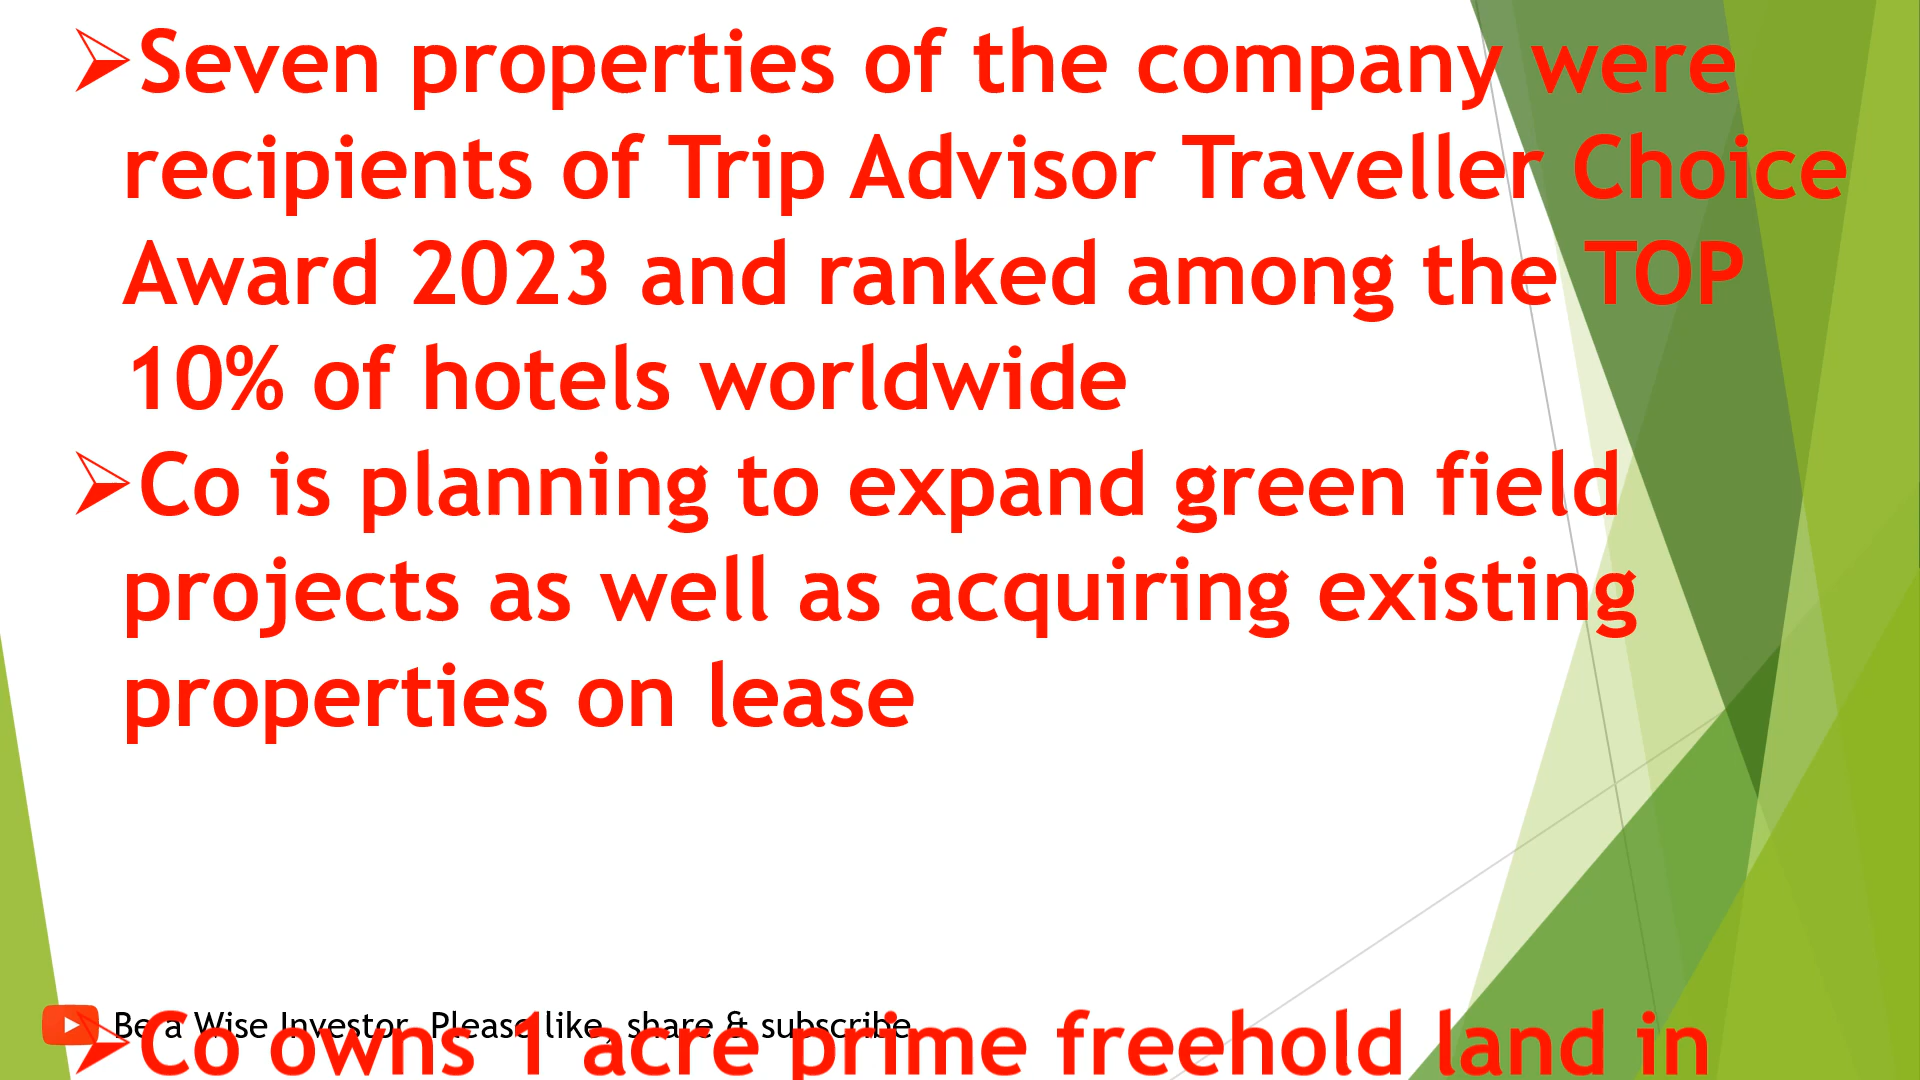 Seven properties of the company were
recipients of Trip Advisor Traveller Choice
Award 2023 and ranked among the TOP
10% of hotels worldwide
Co is planning to expand green field
projects as well as acquiring existing
properties on lease
Be a Wise Investor. Please like, share & subscribe
Co owns 1 acre prime freehold land in